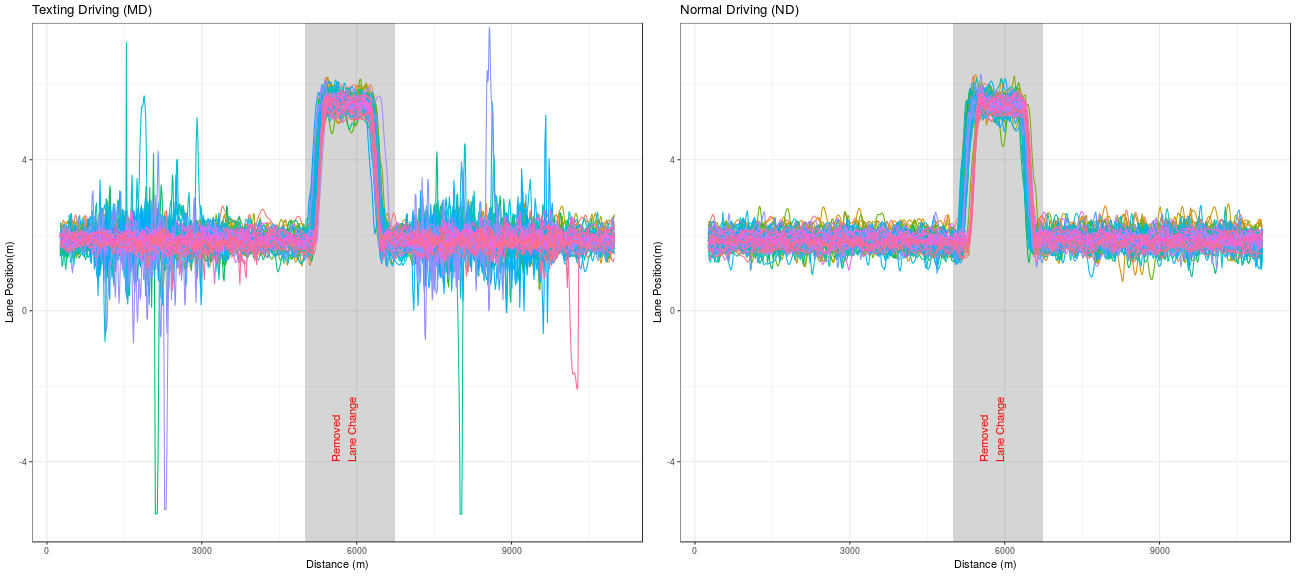 Texting Driving (MD)
Lane Position(m)
4
0
-4
Removed
Lane Change
0
3000
6000
9000
Distance (m)
Normal Driving (ND)
Lane Position(m)
4
0
-4
Removed
Lane Change
0
3000
6000
9000
Distance (m)